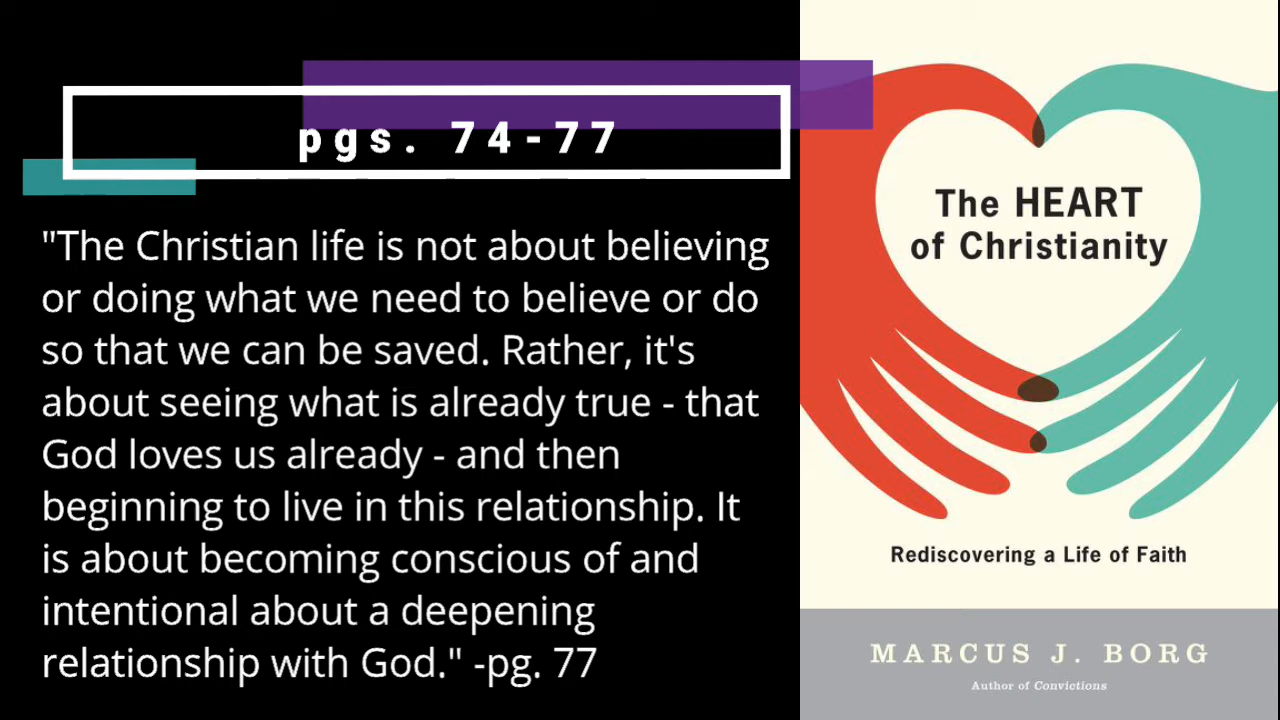 pgs. 74-77
"The Christian life is not about believing
or doing what we need to believe or do
so that we can be saved. Rather, it's
about seeing what is already true - that
God loves us already - and then
beginning to live in this relationship. It
is about becoming conscious of and
intentional about a deepening
relationship with God." -pg. 77
The HEART
of Christianity
Rediscovering a Life of Faith
MARCUS J. BORG
Author of Convictions